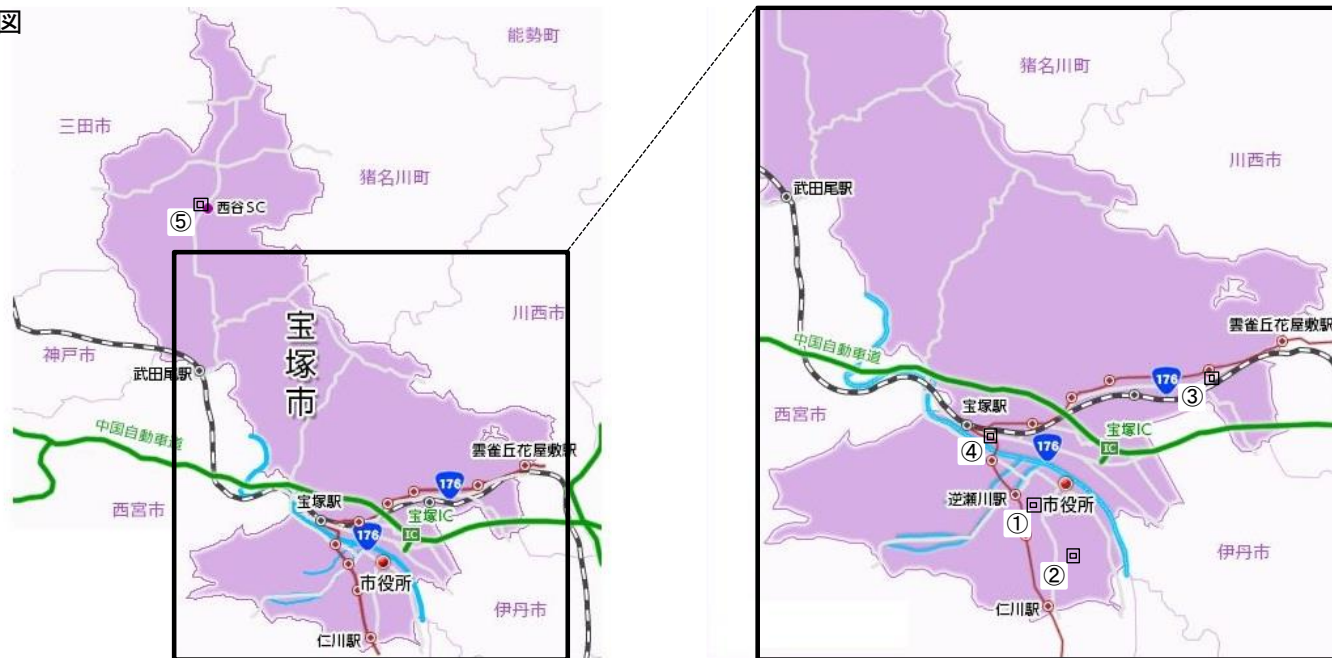 図
能勢町
三田市
猪名川町
⑤
西谷SC
宝塚市
川西市
神戸市
武田尾駅
中国自動車道
雲雀丘花屋敷駅
176
西宮市
宝塚駅
宝塚IC
IC
176
市役所
伊丹市
仁川駅
猪名川町
川西市
武田尾駅
雲雀丘花屋敷駅
中国自動車道
176
③
西宮市
宝塚駅
宝塚IC
④
176
IC
逆瀬川駅
市役所
①
伊丹市
②
仁川駅